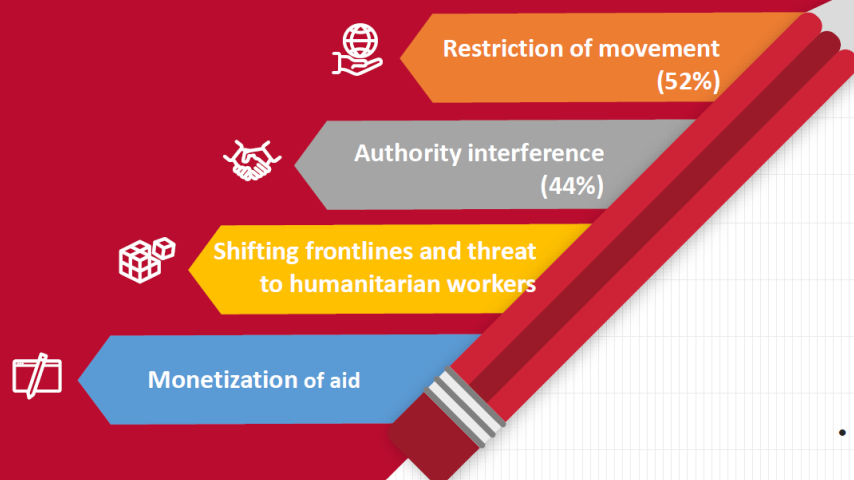 Restriction of movement
(52%)
Authority interference
(44%)
Shifting frontlines and threat
to humanitarian workers
Monetization of aid